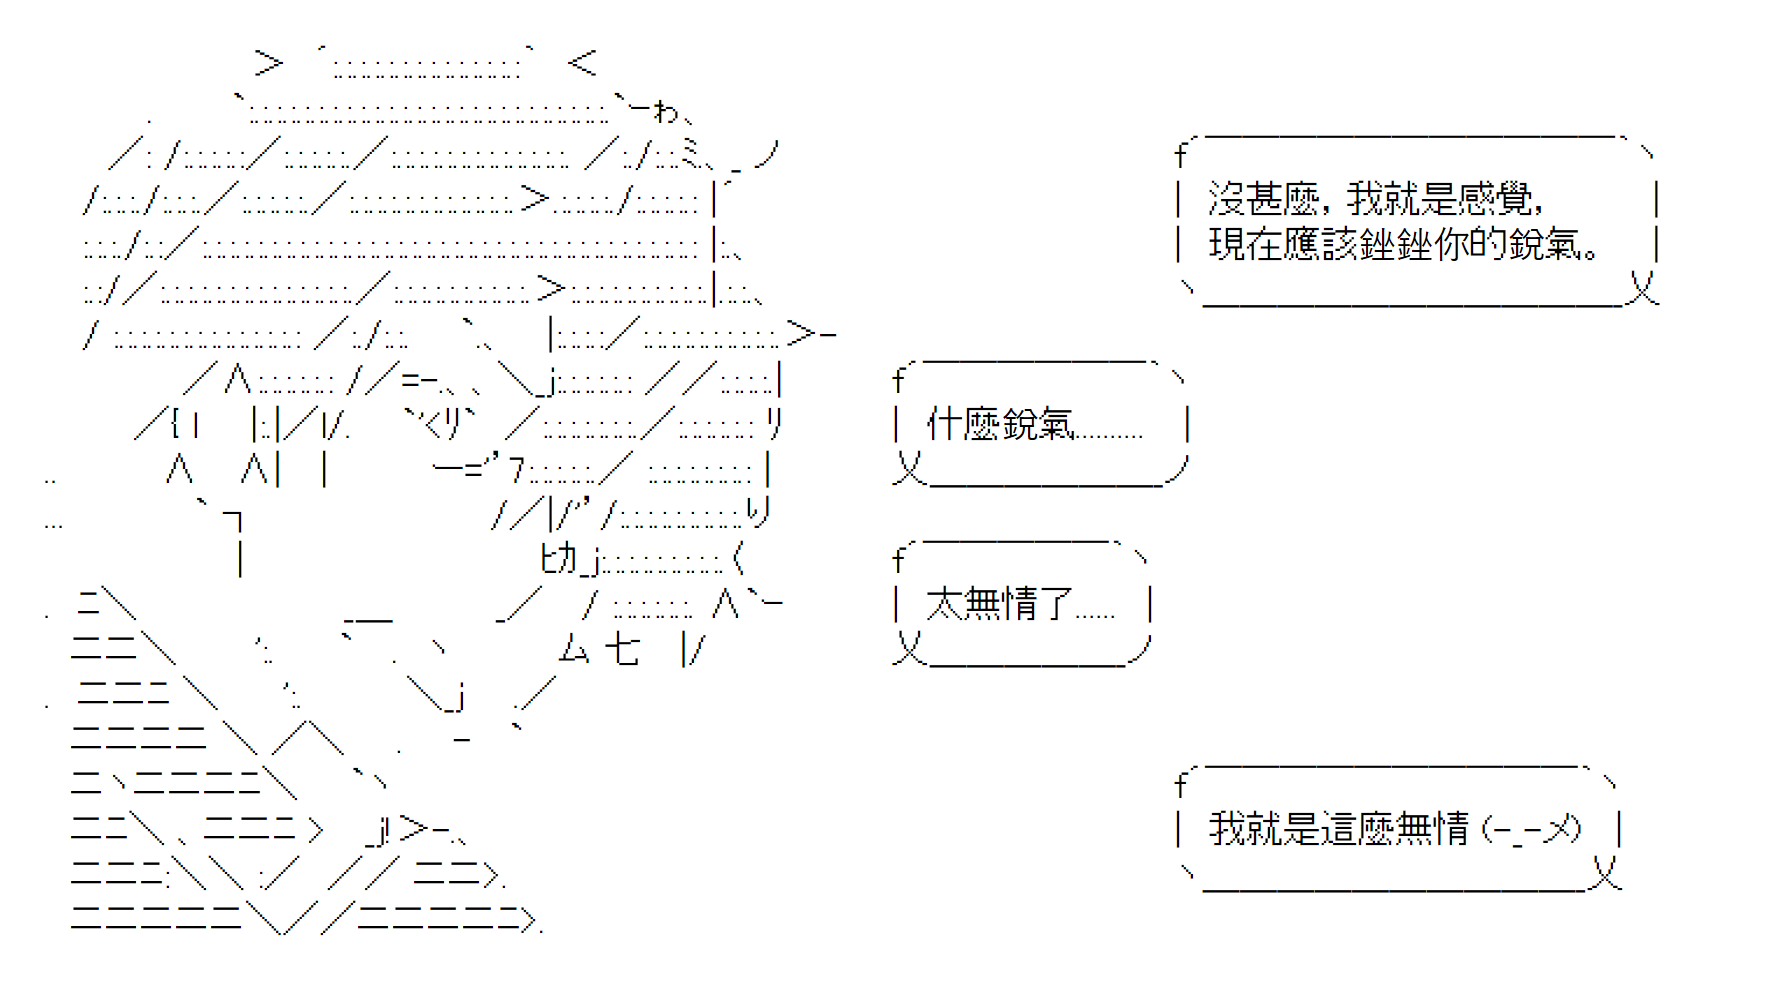 沒甚麼，我就是感覺，
現在應該銼銼你的銳氣。
什麼銳氣………
太無情了……
我就是這麼無情 (－_－メ)